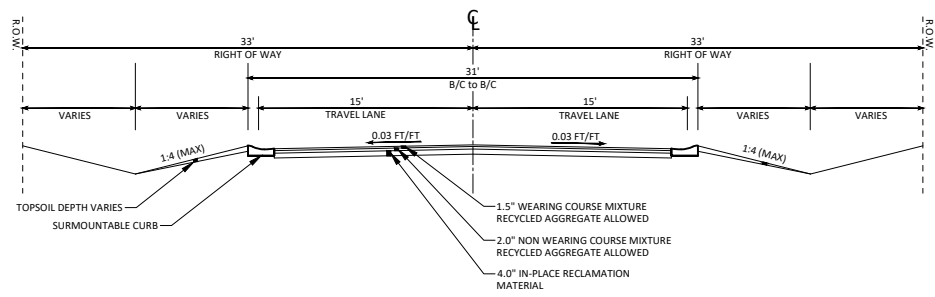 R.O.W.
℄
R.O.W.
33'
RIGHT OF WAY
33'
RIGHT OF WAY
31'
B/C to B/C
VARIES
VARIES
15'
TRAVEL LANE
15'
TRAVEL LANE
VARIES
VARIES
0.03 FT/FT
0.03 FT/FT
1:4 (MAX)
1:4 (MAX)
TOPSOIL DEPTH VARIES
SURMOUNTABLE CURB
1.5" WEARING COURSE MIXTURE
RECYCLED AGGREGATE ALLOWED
2.0" NON WEARING COURSE MIXTURE
RECYCLED AGGREGATE ALLOWED
4.0" IN-PLACE RECLAMATION
MATERIAL